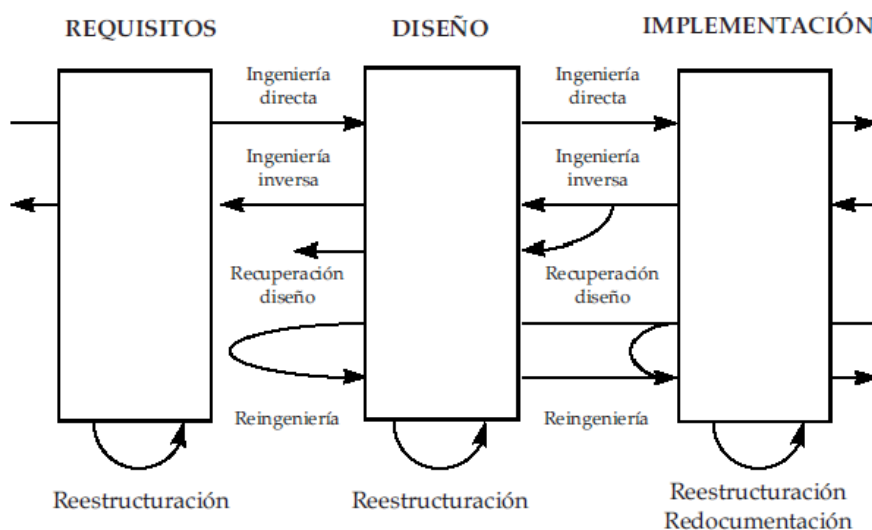 REQUISITOS
DISEÑO
IMPLEMENTACIÓN
Ingeniería
directa
Ingeniería
directa
Ingeniería
inversa
Ingeniería
inversa
Recuperación
diseño
Recuperación
diseño
Reingeniería
Reingeniería
Reestructuración
Reestructuración
Reestructuración
Redocumentación